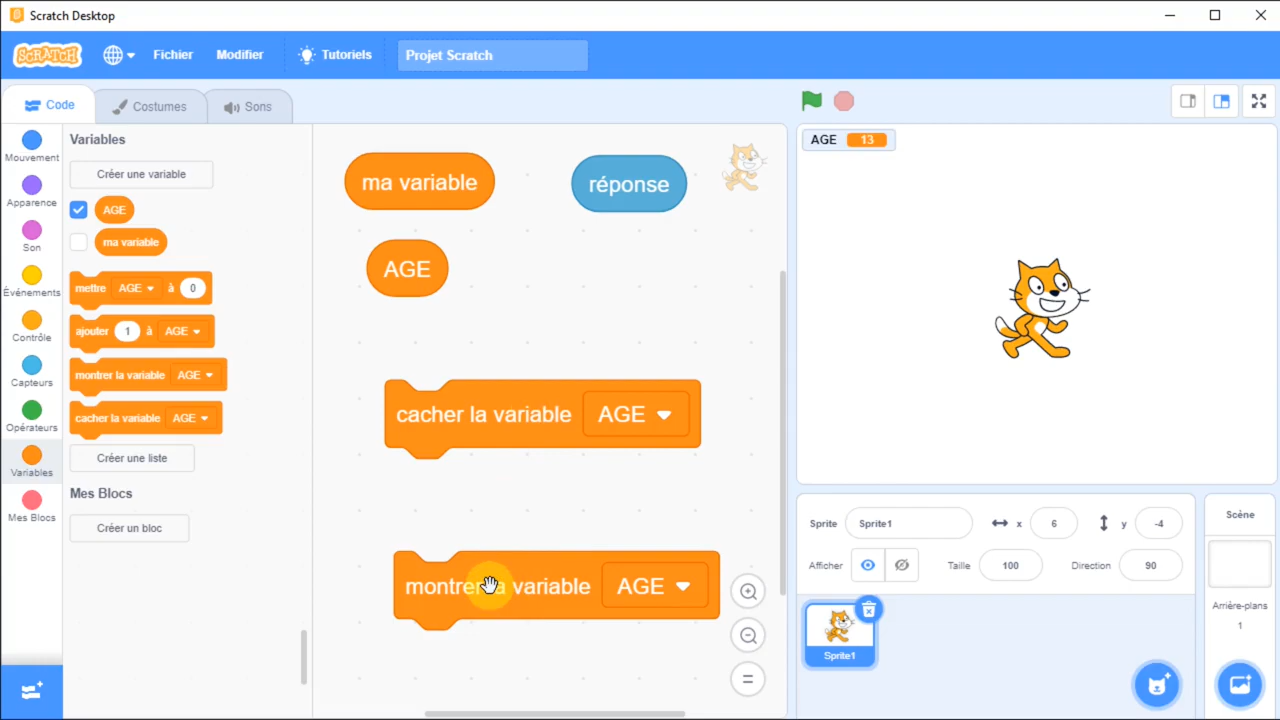 Scratch Desktop
SCRATCH
Fichier
Modifier
Tutoriels
Projet Scratch
Code
Costumes
Sons
Mouvement
Apparence
Son
Événements
Contrôle
Capteurs
Opérateurs
Variables
Mes Blocs
Variables
Créer une variable
AGE
ma variable
mettre AGE à 0
ajouter 1 à AGE
montrer la variable AGE
cacher la variable AGE
Créer une liste
Mes Blocs
Créer un bloc
ma variable
réponse
AGE
cacher la variable AGE
montrer la variable AGE
AGE 13
Sprite Sprite1 x 6 y -4
Afficher Taille 100 Direction 90
Sprite1
Scène
Arrière-plans
1